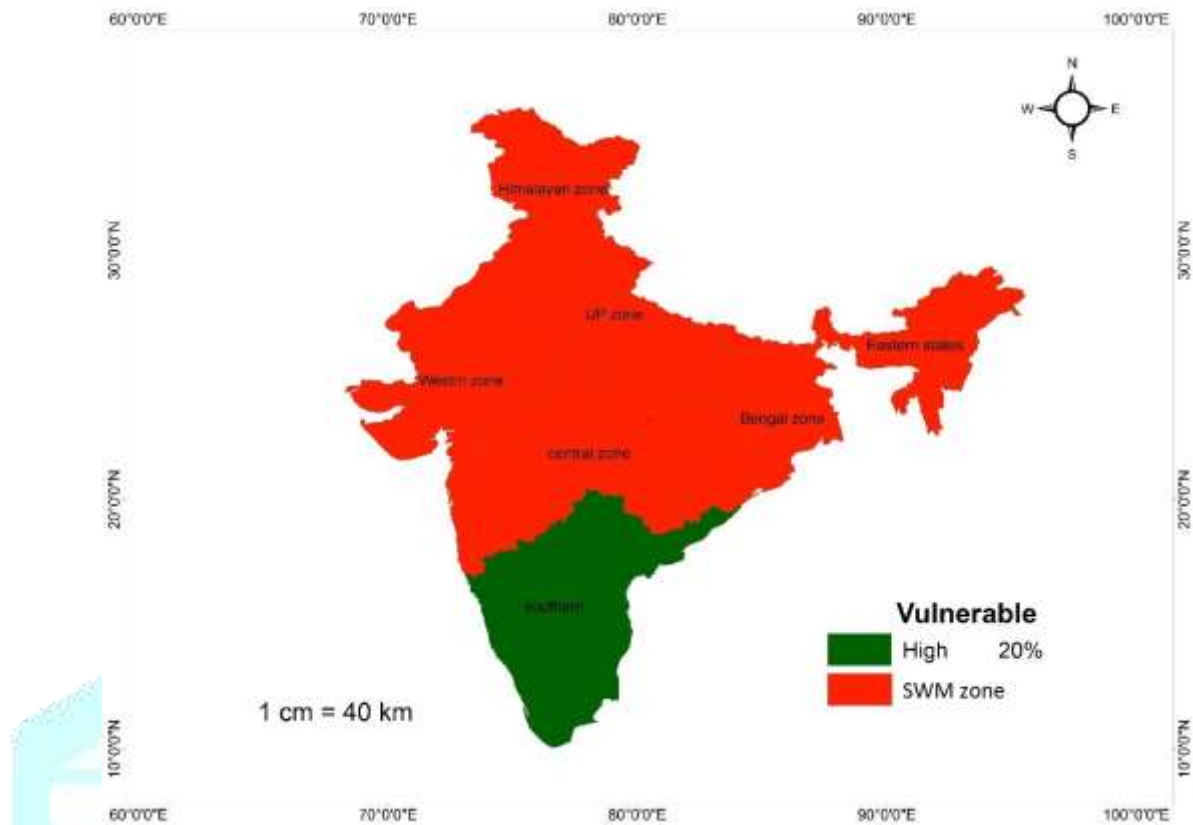 60°0'0"E 70°0'0"E 80°0'0"E 90°0'0"E 100°0'0"E
N
W E
S
Himalayan zone
30°0'0"N 30°0'0"N
UP zone
Eastern states
Westrn zone
Bengal zone
central zone
20°0'0"N 20°0'0"N
southern
Vulnerable
High 20%
SWM zone
1 cm = 40 km
10°0'0"N 10°0'0"N
60°0'0"E 70°0'0"E 80°0'0"E 90°0'0"E 100°0'0"E